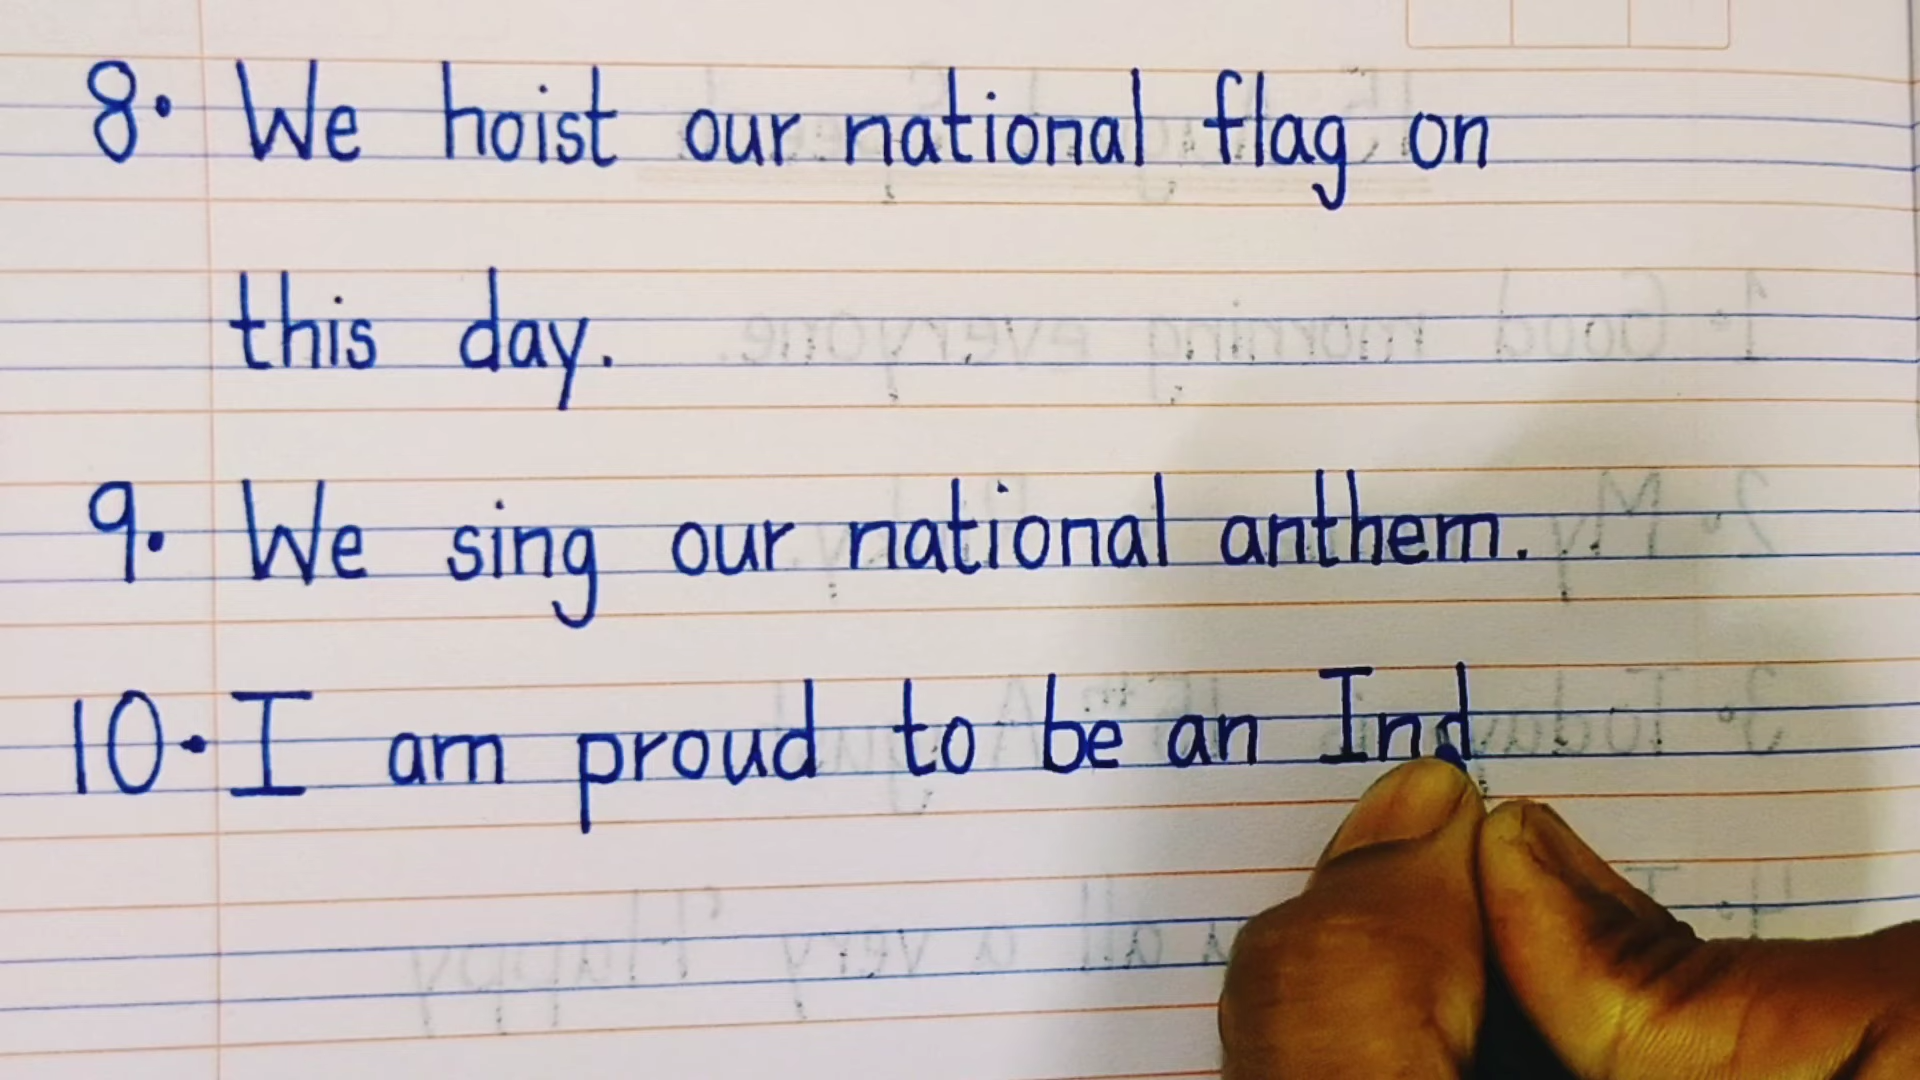 8. We hoist our national flag on
this day.
9. We sing our national anthem.
10. I am proud to be an Ind